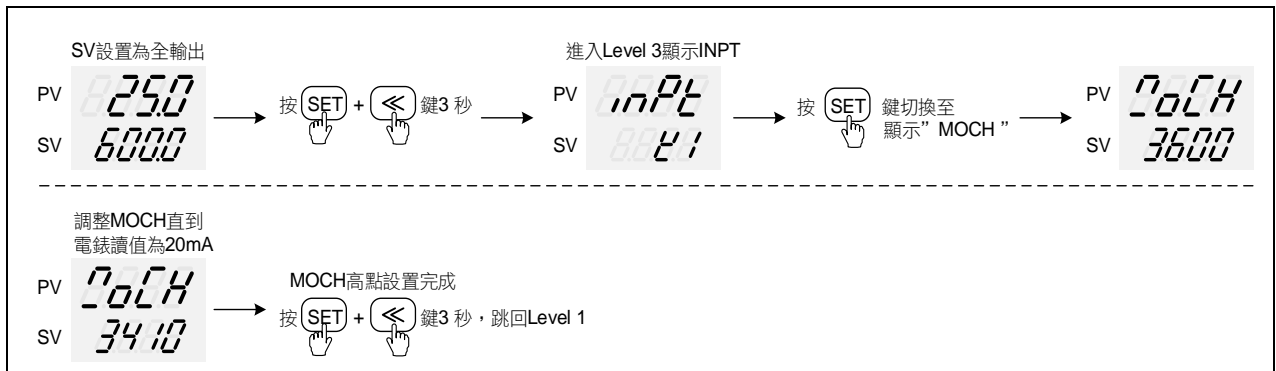 SV設置為全輸出
PV 25.0
SV 600.0
按 SET + ≪ 鍵3 秒
進入Level 3顯示INPT
PV inPt
SV K1
按 SET 鍵切換至
顯示”MOCH”
PV MoCH
SV 3600
調整MOCH直到
電錶讀值為20mA
PV MoCH
SV 3410
MOCH高點設置完成
按 SET + ≪ 鍵3 秒，跳回Level 1